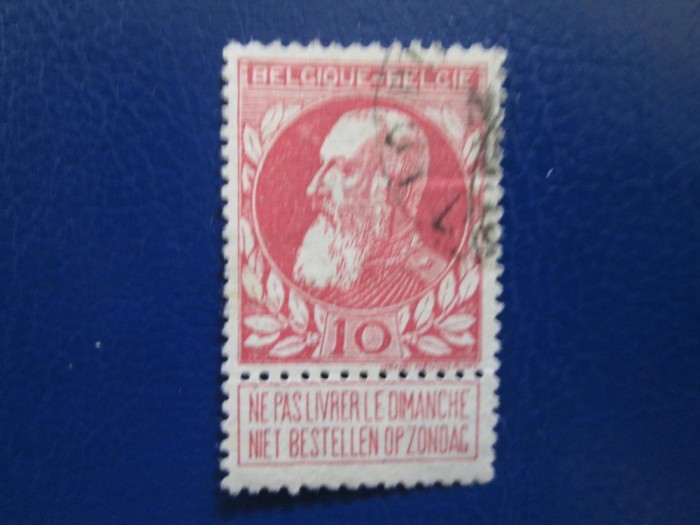 BELGIQUE-BELGIE
10
NE PAS LIVRER LE DIMANCHE
NIET BESTELLEN OP ZONDAG